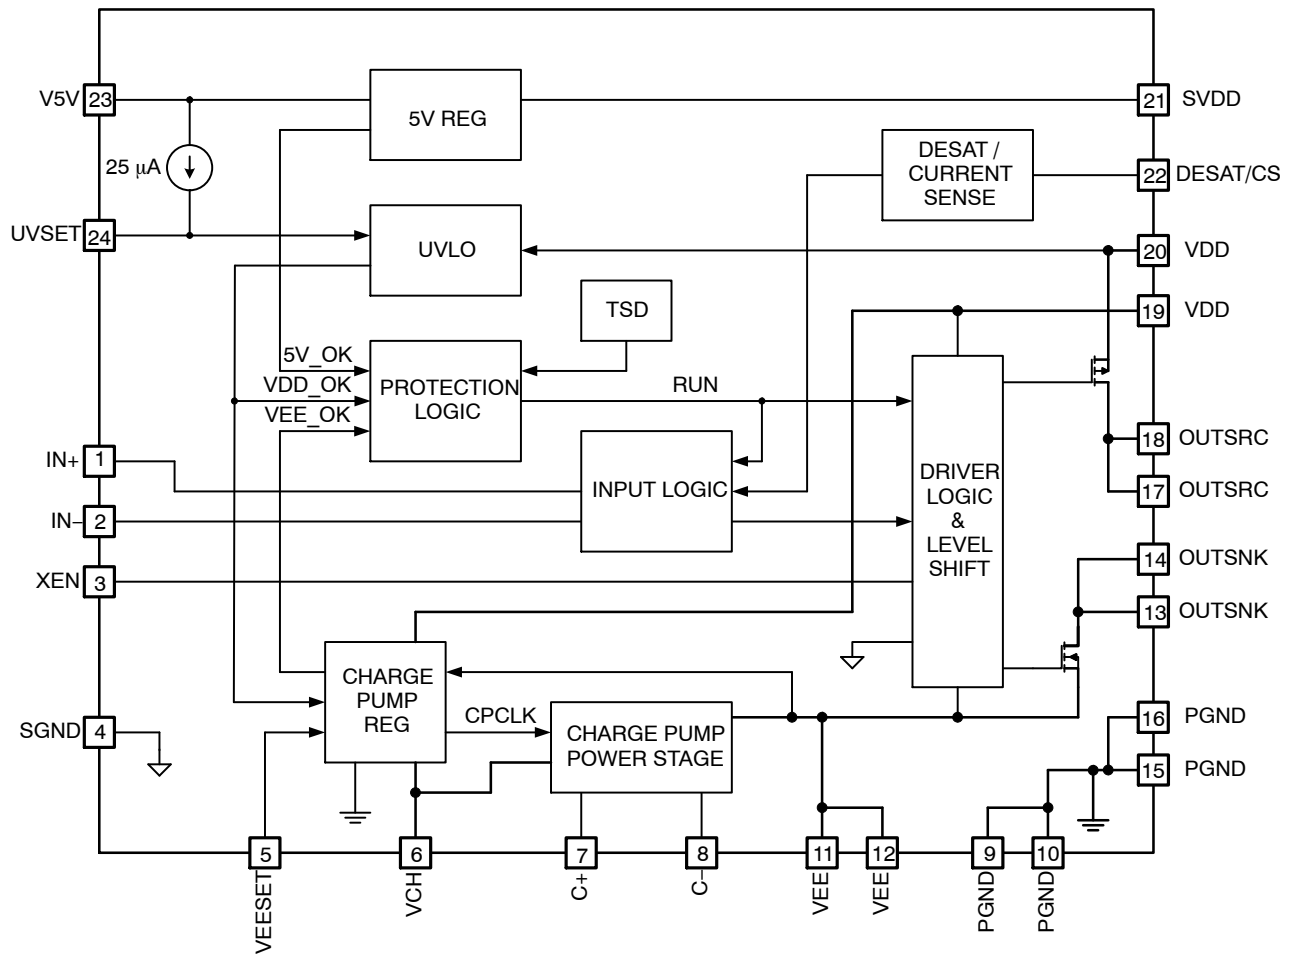 V5V 23
5V REG
21 SVDD
25 μA
DESAT /
CURRENT
SENSE
22 DESAT/CS
UVSET 24
UVLO
20 VDD
TSD
19 VDD
5V_OK
VDD_OK
VEE_OK
PROTECTION
LOGIC
RUN
18 OUTSRC
17 OUTSRC
IN+ 1
INPUT LOGIC
IN– 2
DRIVER
LOGIC
&
LEVEL
SHIFT
14 OUTSNK
XEN 3
13 OUTSNK
CHARGE
PUMP
REG
CPCLK
CHARGE PUMP
POWER STAGE
SGND 4
16 PGND
15 PGND
5
6
7
8
11
12
9
10
VEESET
VCH
C+
C–
VEE
VEE
PGND
PGND